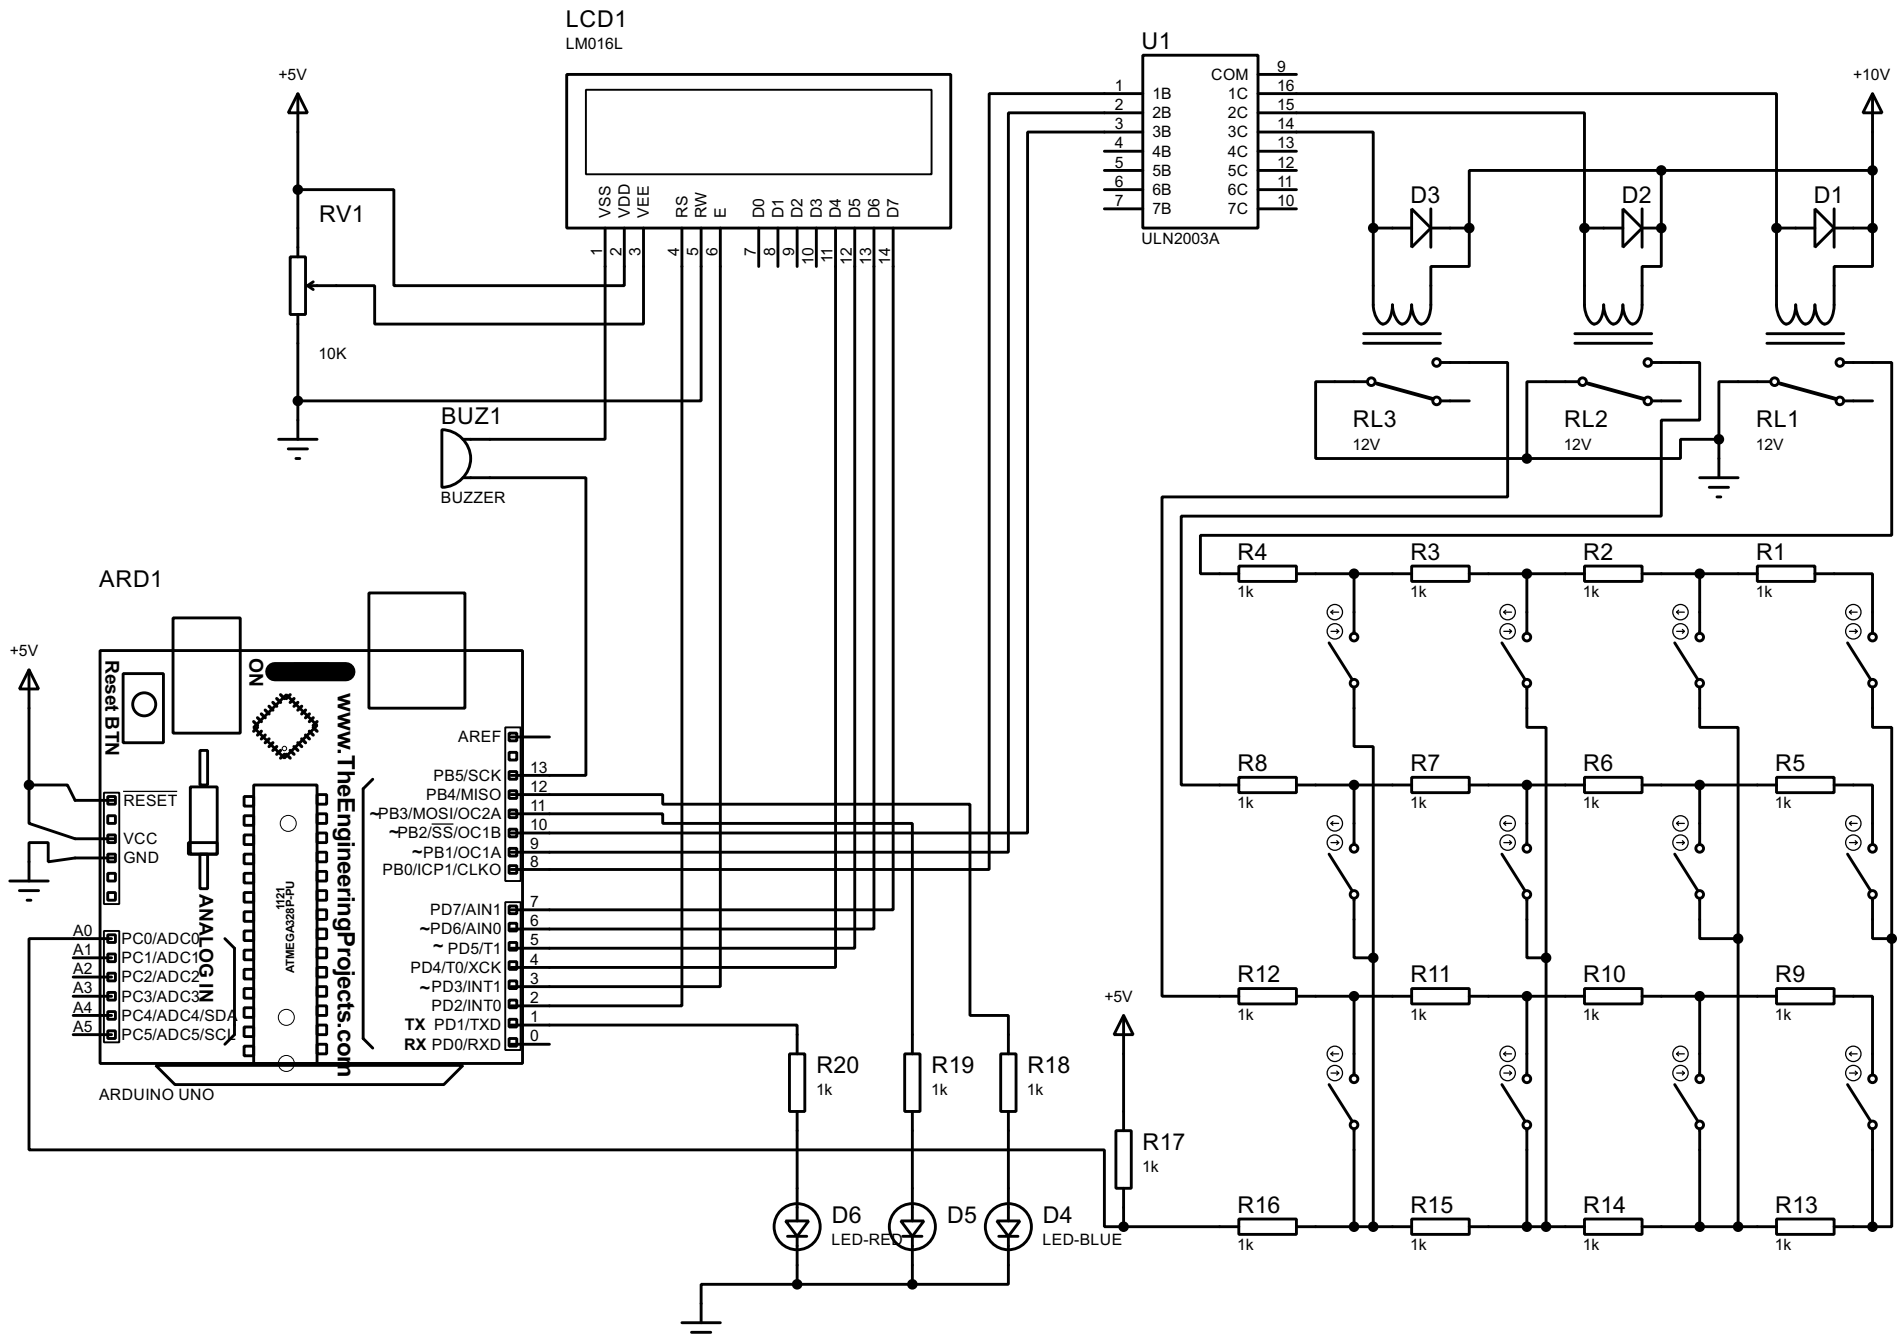 LCD1
LM016L
VSS
VDD
VEE
RS
RW
E
D0
D1
D2
D3
D4
D5
D6
D7
1
2
3
4
5
6
7
8
9
10
11
12
13
14
+5V
RV1
10K
BUZ1
BUZZER
U1
COM 9
1 1B 1C 16
2 2B 2C 15
3 3B 3C 14
4 4B 4C 13
5 5B 5C 12
6 6B 6C 11
7 7B 7C 10
ULN2003A
+10V
D3
D2
D1
RL3
12V
RL2
12V
RL1
12V
ARD1
+5V
Reset BTN
ON
www.TheEngineeringProjects.com
1121
ATMEGA328P-PU
ANALOG IN
RESET
VCC
GND
A0 PC0/ADC0
A1 PC1/ADC1
A2 PC2/ADC2
A3 PC3/ADC3
A4 PC4/ADC4/SDA
A5 PC5/ADC5/SCL
AREF
PB5/SCK 13
PB4/MISO 12
~PB3/MOSI/OC2A 11
~PB2/SS/OC1B 10
~PB1/OC1A 9
PB0/ICP1/CLKO 8
PD7/AIN1 7
~PD6/AIN0 6
~ PD5/T1 5
PD4/T0/XCK 4
~PD3/INT1 3
PD2/INT0 2
TX PD1/TXD 1
RX PD0/RXD 0
ARDUINO UNO
R4
1k
R3
1k
R2
1k
R1
1k
R8
1k
R7
1k
R6
1k
R5
1k
R12
1k
R11
1k
R10
1k
R9
1k
R16
1k
R15
1k
R14
1k
R13
1k
+5V
R17
1k
R20
1k
R19
1k
R18
1k
D6
LED-RED
D5
D4
LED-BLUE